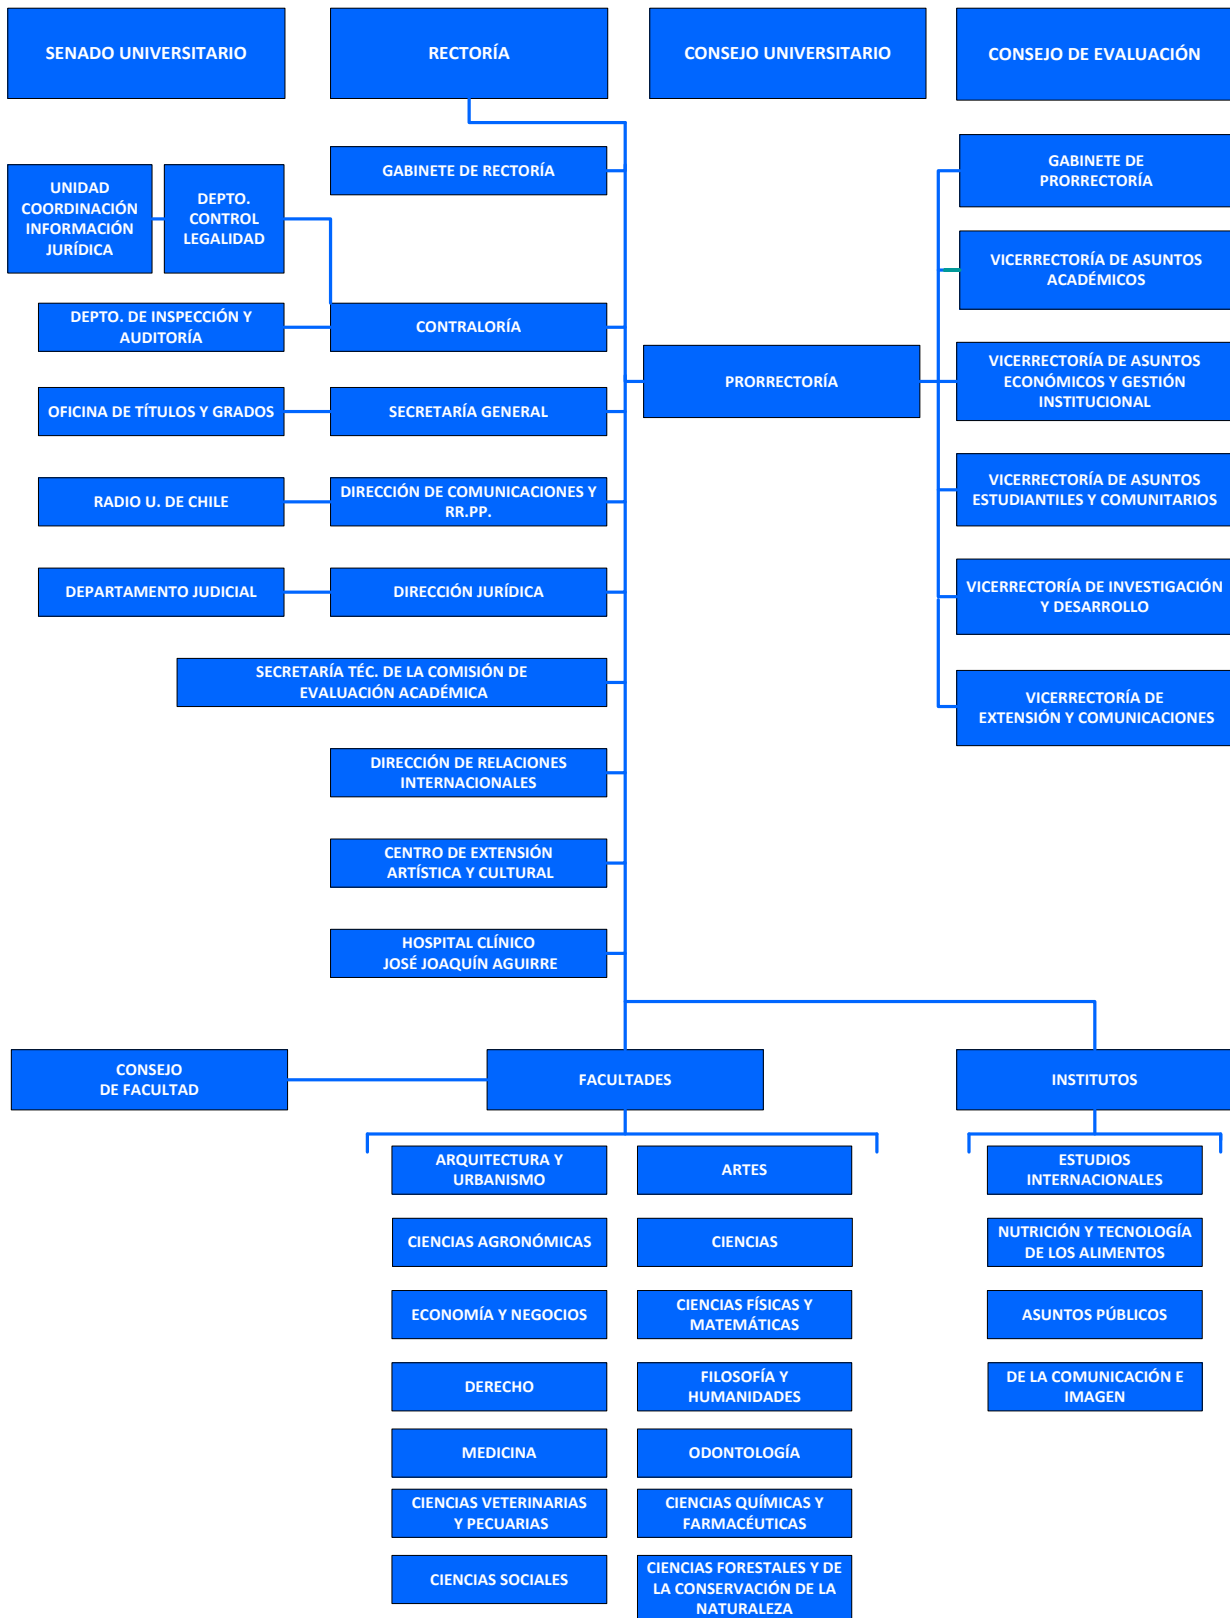 SENADO UNIVERSITARIO
RECTORÍA
CONSEJO UNIVERSITARIO
CONSEJO DE EVALUACIÓN
GABINETE DE RECTORÍA
GABINETE DE
PRORRECTORÍA
UNIDAD
COORDINACIÓN
INFORMACIÓN
JURÍDICA
DEPTO.
CONTROL
LEGALIDAD
VICERRECTORÍA DE ASUNTOS
ACADÉMICOS
DEPTO. DE INSPECCIÓN Y
AUDITORÍA
CONTRALORÍA
PRORRECTORÍA
VICERRECTORÍA DE ASUNTOS
ECONÓMICOS Y GESTIÓN
INSTITUCIONAL
OFICINA DE TÍTULOS Y GRADOS
SECRETARÍA GENERAL
RADIO U. DE CHILE
DIRECCIÓN DE COMUNICACIONES Y
RR.PP.
VICERRECTORÍA DE ASUNTOS
ESTUDIANTILES Y COMUNITARIOS
DEPARTAMENTO JUDICIAL
DIRECCIÓN JURÍDICA
VICERRECTORÍA DE INVESTIGACIÓN
Y DESARROLLO
SECRETARÍA TÉC. DE LA COMISIÓN DE
EVALUACIÓN ACADÉMICA
VICERRECTORÍA DE
EXTENSIÓN Y COMUNICACIONES
DIRECCIÓN DE RELACIONES
INTERNACIONALES
CENTRO DE EXTENSIÓN
ARTÍSTICA Y CULTURAL
HOSPITAL CLÍNICO
JOSÉ JOAQUÍN AGUIRRE
CONSEJO
DE FACULTAD
FACULTADES
INSTITUTOS
ARQUITECTURA Y
URBANISMO
ARTES
ESTUDIOS
INTERNACIONALES
CIENCIAS AGRONÓMICAS
CIENCIAS
NUTRICIÓN Y TECNOLOGÍA
DE LOS ALIMENTOS
ECONOMÍA Y NEGOCIOS
CIENCIAS FÍSICAS Y
MATEMÁTICAS
ASUNTOS PÚBLICOS
DERECHO
FILOSOFÍA Y
HUMANIDADES
DE LA COMUNICACIÓN E
IMAGEN
MEDICINA
ODONTOLOGÍA
CIENCIAS VETERINARIAS
Y PECUARIAS
CIENCIAS QUÍMICAS Y
FARMACÉUTICAS
CIENCIAS SOCIALES
CIENCIAS FORESTALES Y DE
LA CONSERVACIÓN DE LA
NATURALEZA